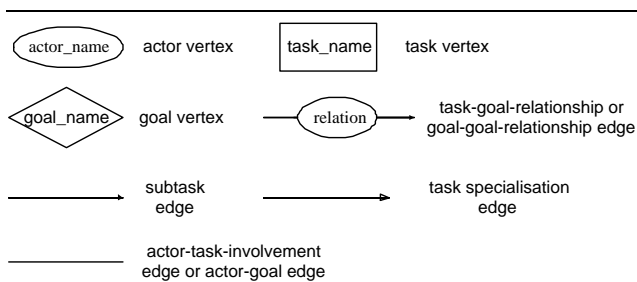 actor_name actor vertex task_name task vertex
goal_name goal vertex relation task-goal-relationship or
goal-goal-relationship edge
subtask
edge
task specialisation
edge
actor-task-involvement
edge or actor-goal edge